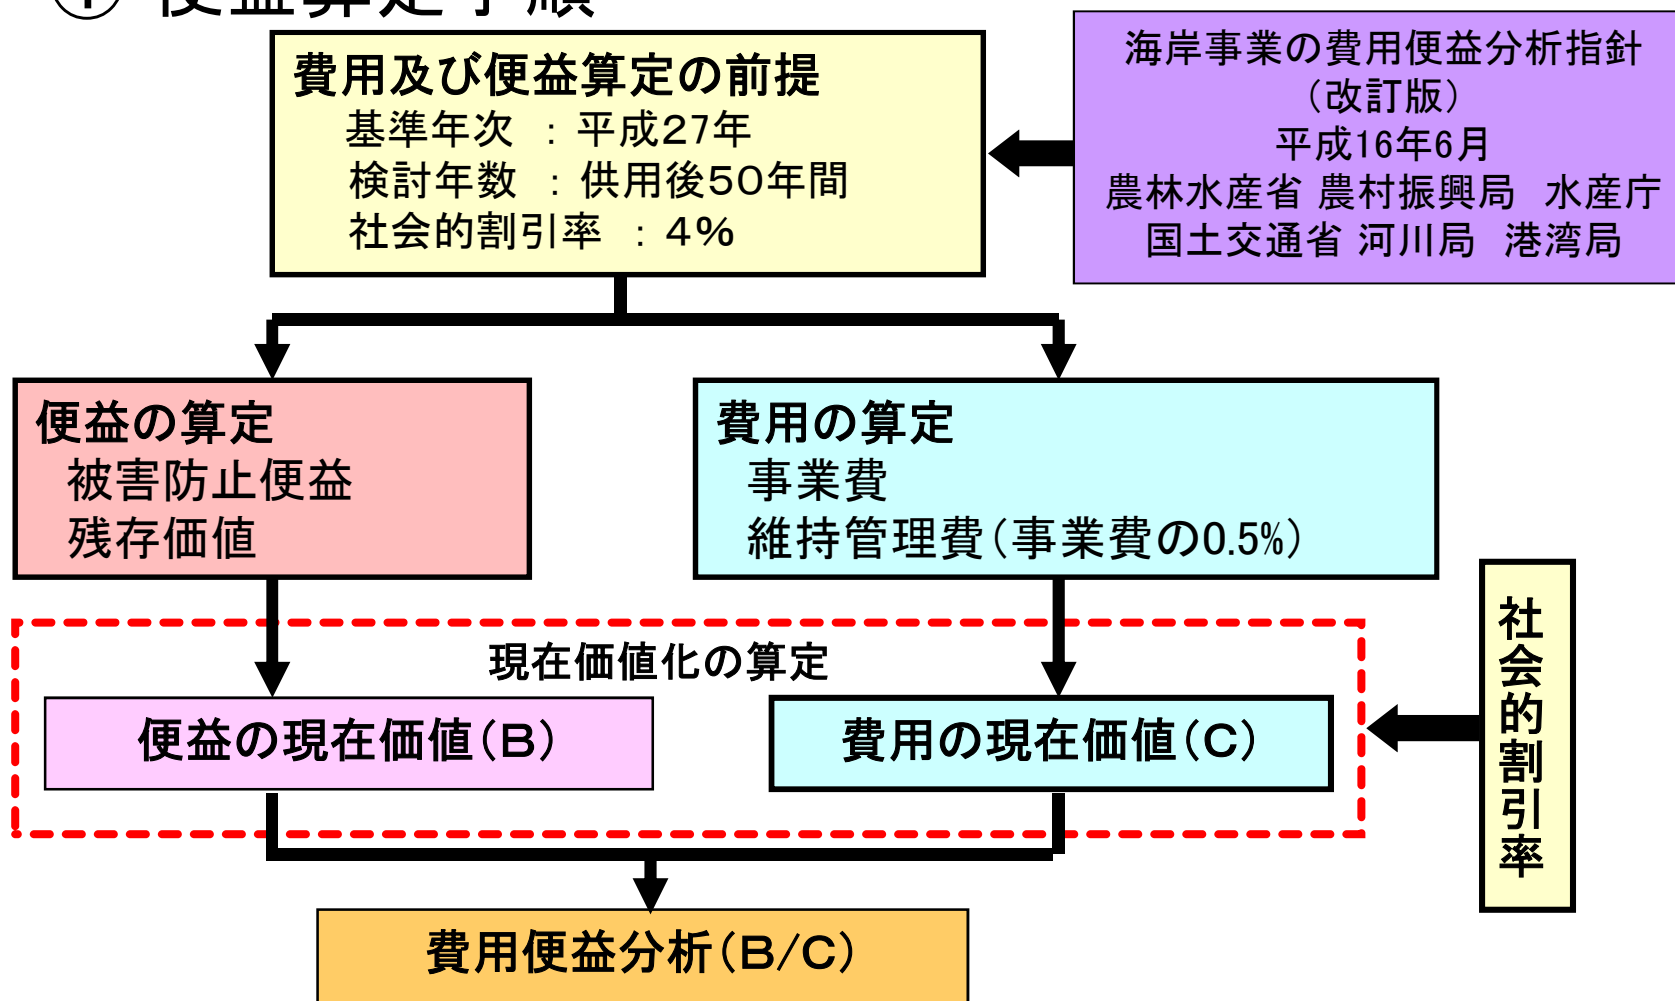 ① 便益算定手順
費用及び便益算定の前提
基準年次 ：平成27年
検討年数 ：供用後50年間
社会的割引率 ：4%
海岸事業の費用便益分析指針
（改訂版）
平成16年6月
農林水産省 農村振興局 水産庁
国土交通省 河川局 港湾局
便益の算定
被害防止便益
残存価値
費用の算定
事業費
維持管理費（事業費の0.5%）
現在価値化の算定
便益の現在価値（B）
費用の現在価値（C）
社会的割引率
費用便益分析（B/C）